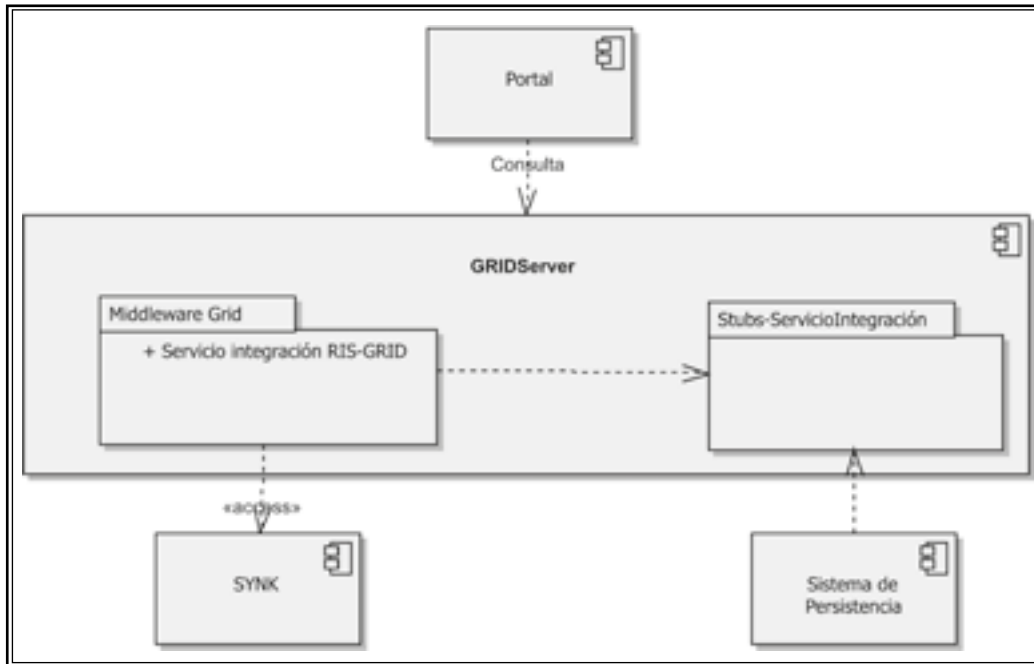 Portal
Consulta
GRIDServer
Middleware Grid
+ Servicio integración RIS-GRID
Stubs-ServicioIntegración
«access»
SYNK
Sistema de
Persistencia